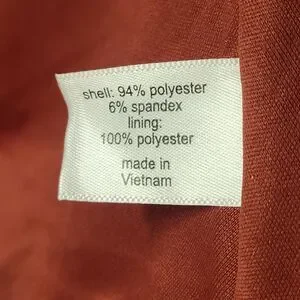 shell: 94% polyester
6% spandex
lining:
100% polyester
made in
Vietnam